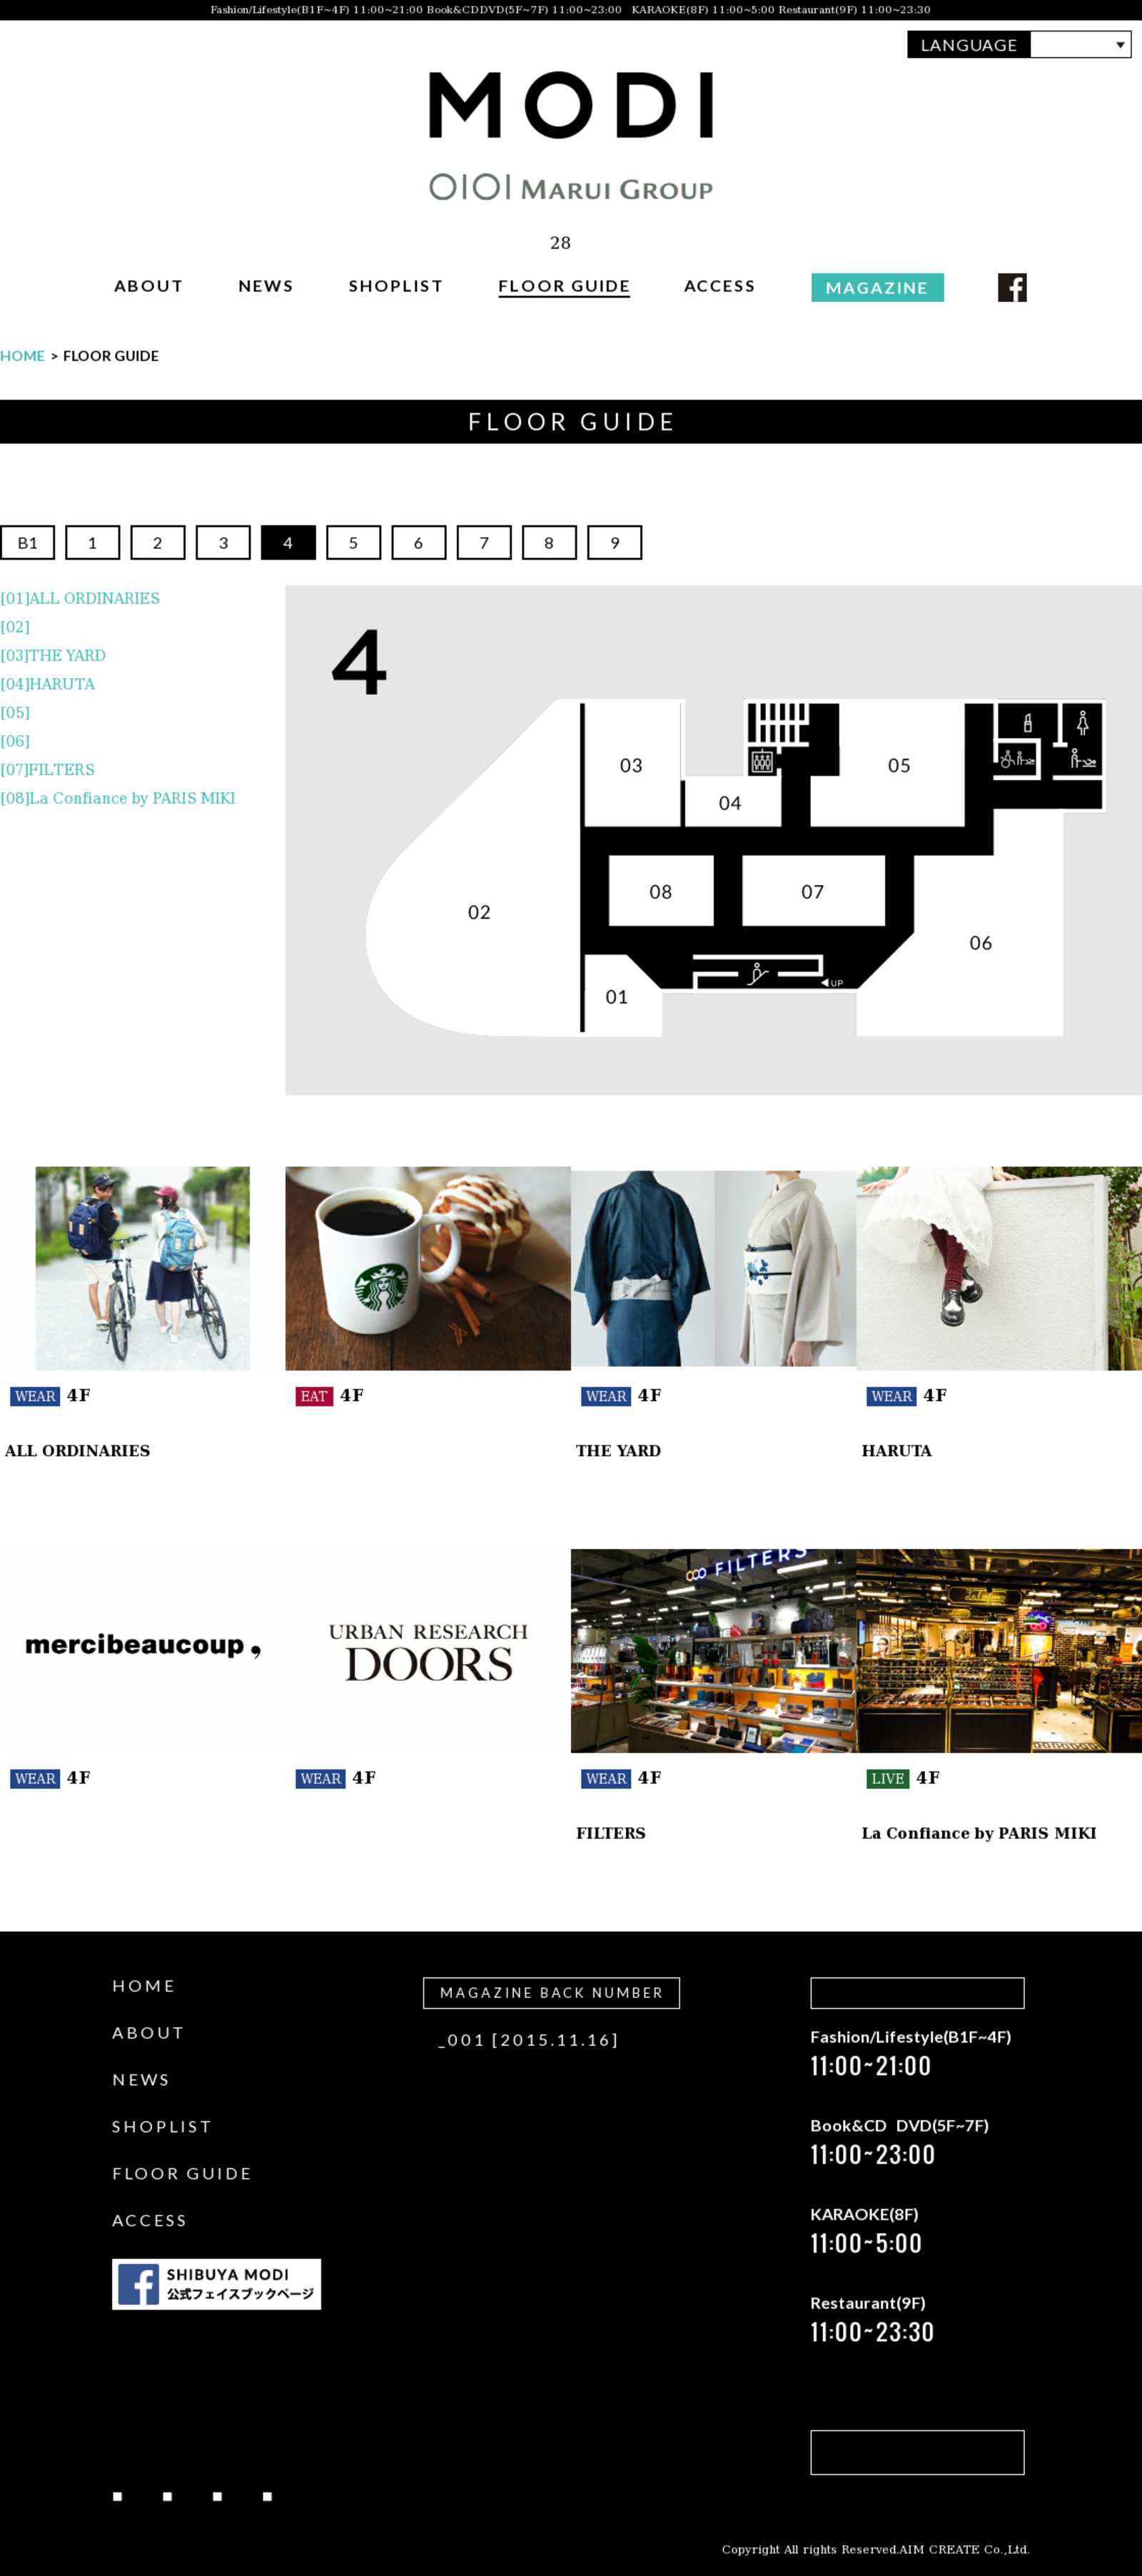 Fashion/Lifestyle(B1F~4F) 11:00~21:00 Book&CDDVD(5F~7F) 11:00~23:00 KARAOKE(8F) 11:00~5:00 Restaurant(9F) 11:00~23:30
LANGUAGE
MODI
OIOI MARUI GROUP
28
ABOUT NEWS SHOPLIST FLOOR GUIDE ACCESS MAGAZINE
HOME > FLOOR GUIDE
FLOOR GUIDE
B1 1 2 3 4 5 6 7 8 9
[01]ALL ORDINARIES
[02]
[03]THE YARD
[04]HARUTA
[05]
[06]
[07]FILTERS
[08]La Confiance by PARIS MIKI
4
03
05
04
08
07
02
06
01
UP
FILTERS
WEAR 4F
EAT 4F
WEAR 4F
WEAR 4F
ALL ORDINARIES
THE YARD
HARUTA
mercibeaucoup ,
URBAN RESEARCH
DOORS
WEAR 4F
WEAR 4F
WEAR 4F
LIVE 4F
FILTERS
La Confiance by PARIS MIKI
HOME
ABOUT
NEWS
SHOPLIST
FLOOR GUIDE
ACCESS
SHIBUYA MODI
公式フェイスブックページ
MAGAZINE BACK NUMBER
_001 [2015.11.16]
Fashion/Lifestyle(B1F~4F)
11:00~21:00
Book&CD DVD(5F~7F)
11:00~23:00
KARAOKE(8F)
11:00~5:00
Restaurant(9F)
11:00~23:30
Copyright All rights Reserved.AIM CREATE Co.,Ltd.